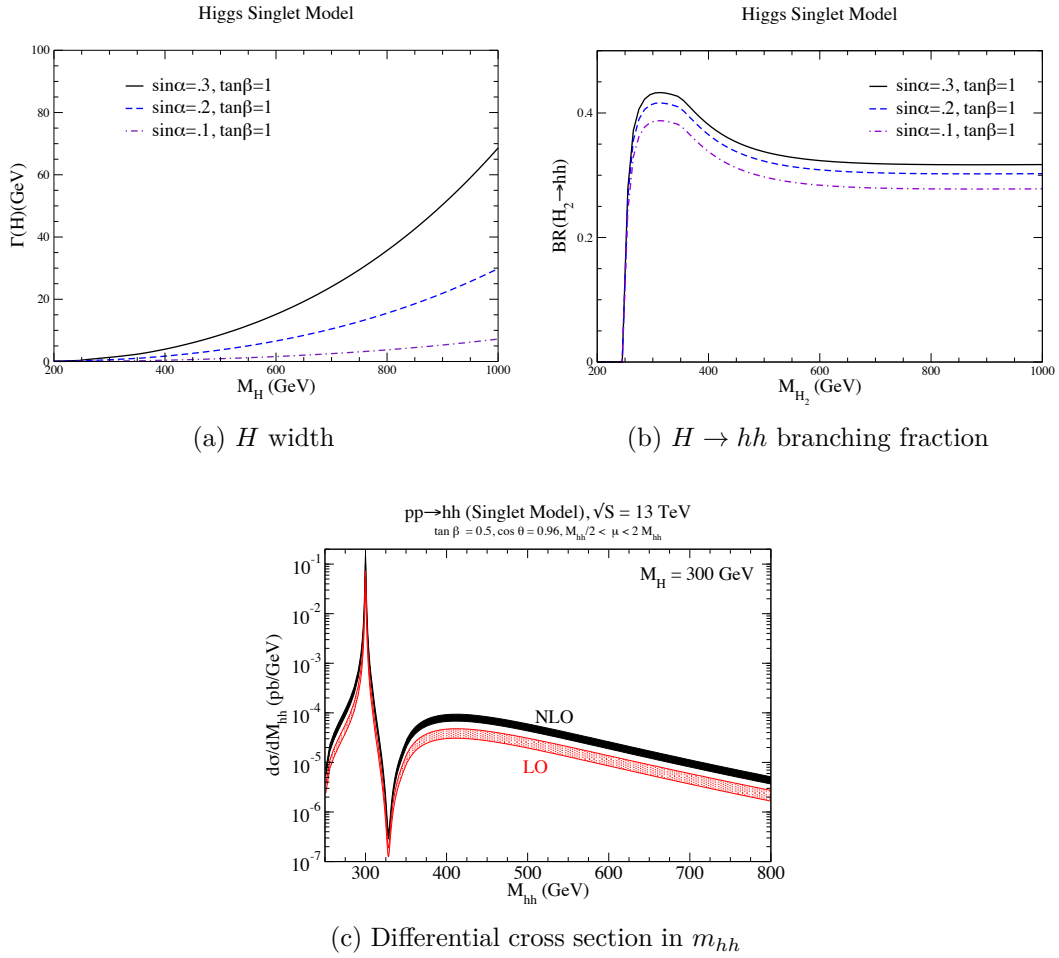 Higgs Singlet Model
100
80
60
40
20
0
200
400
600
800
1000
Γ(H)(GeV)
M_H (GeV)
sinα=.3, tanβ=1
sinα=.2, tanβ=1
sinα=.1, tanβ=1
(a) H width
Higgs Singlet Model
0.4
0.2
0
200
400
600
800
1000
BR(H_2→hh)
M_{H_2} (GeV)
sinα=.3, tanβ=1
sinα=.2, tanβ=1
sinα=.1, tanβ=1
(b) H → hh branching fraction
pp→hh (Singlet Model), √S = 13 TeV
tan β = 0.5, cos θ = 0.96, M_hh/2 < μ < 2 M_hh
M_H = 300 GeV
10^-1
10^-2
10^-3
10^-4
10^-5
10^-6
10^-7
dσ/dM_hh (pb/GeV)
NLO
LO
300
400
500
600
700
800
M_hh (GeV)
(c) Differential cross section in m_hh